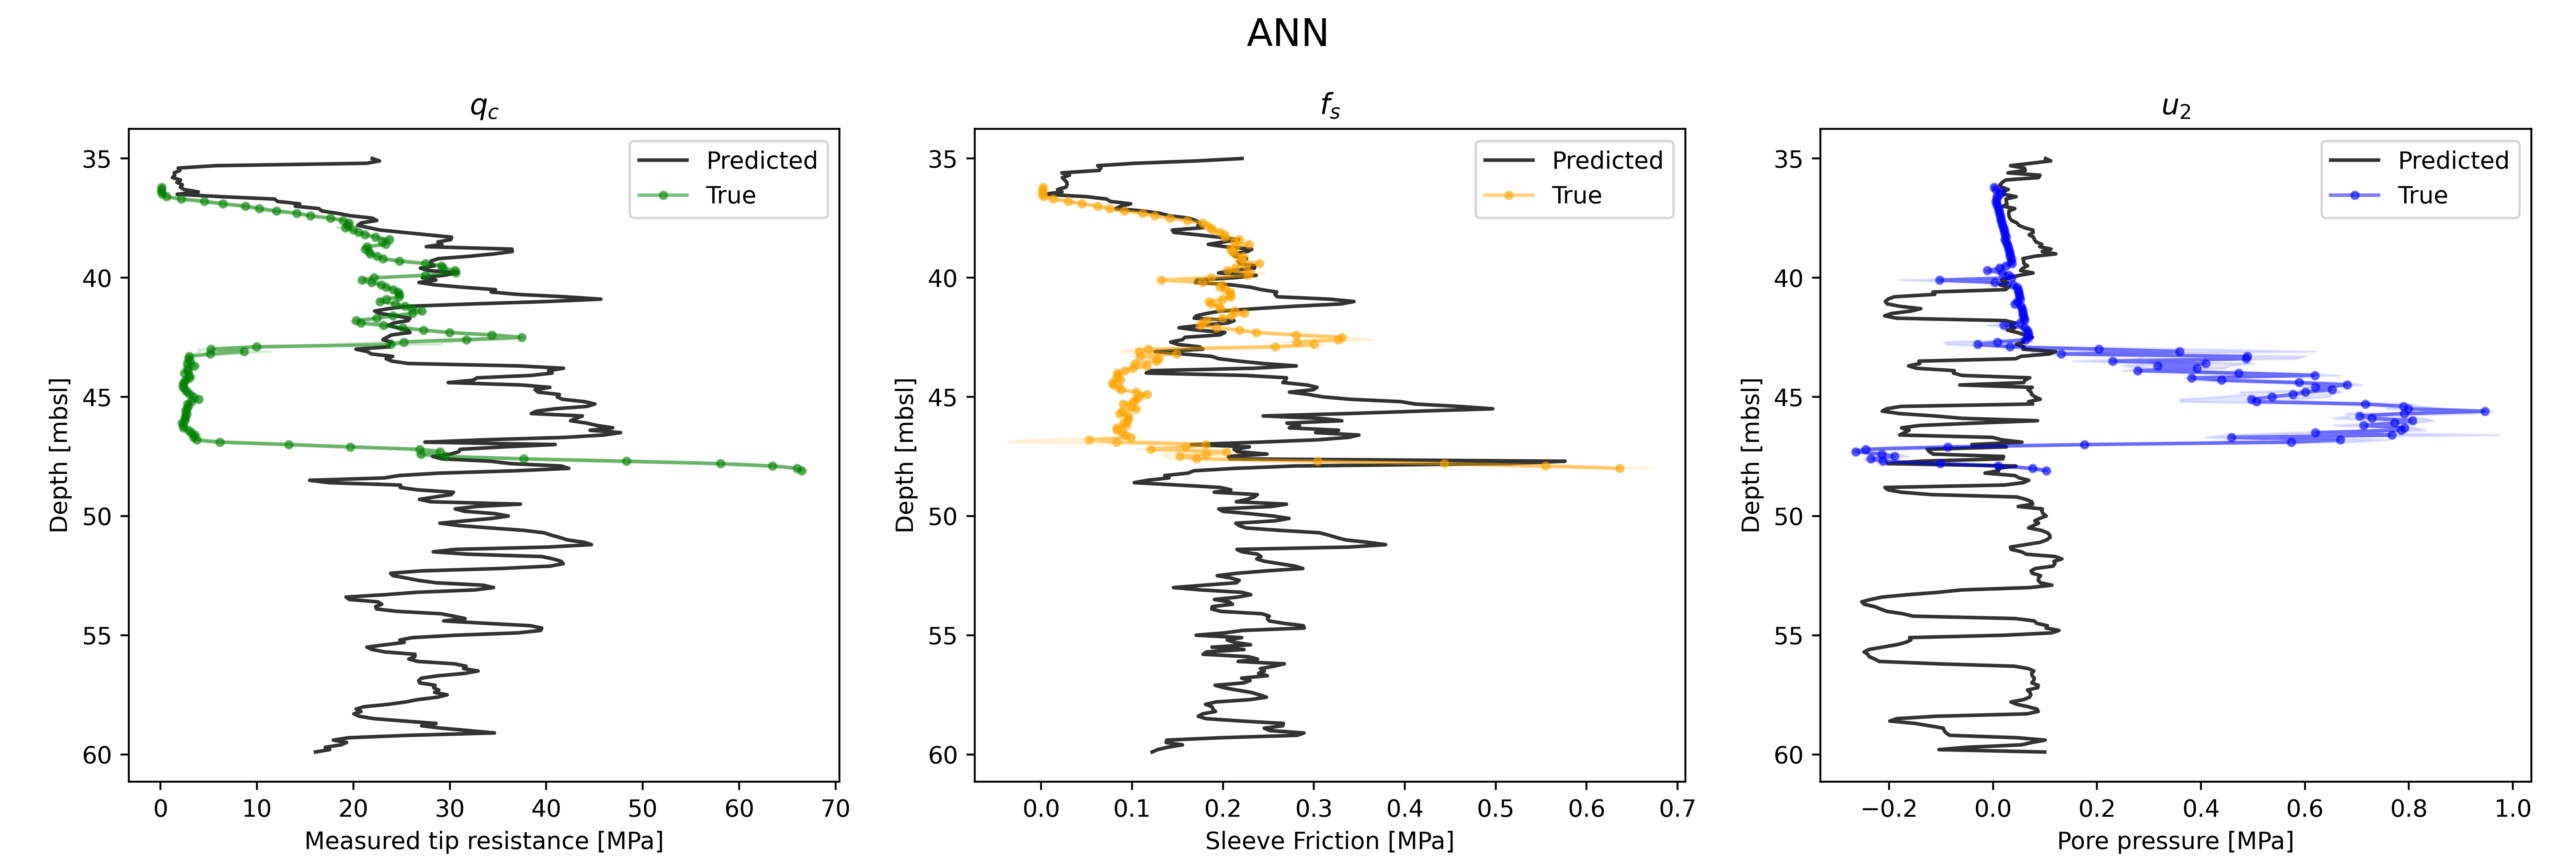 ANN
q_c
Predicted
True
35
40
45
50
55
60
Depth [mbsl]
0 10 20 30 40 50 60 70
Measured tip resistance [MPa]
f_s
Predicted
True
35
40
45
50
55
60
Depth [mbsl]
0.0 0.1 0.2 0.3 0.4 0.5 0.6 0.7
Sleeve Friction [MPa]
u_2
Predicted
True
35
40
45
50
55
60
Depth [mbsl]
−0.2 0.0 0.2 0.4 0.6 0.8 1.0
Pore pressure [MPa]